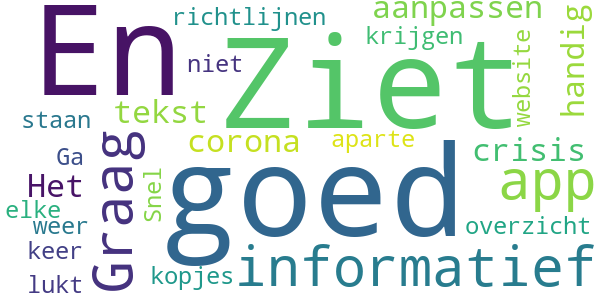 richtlijnen
aanpassen
En
Ziet
krijgen
niet
website
handig
tekst
staan
corona
aparte
Graag
Ga
crisis
Het
Snel
goed
app
elke
weer
overzicht
keer
informatief
lukt
kopjes